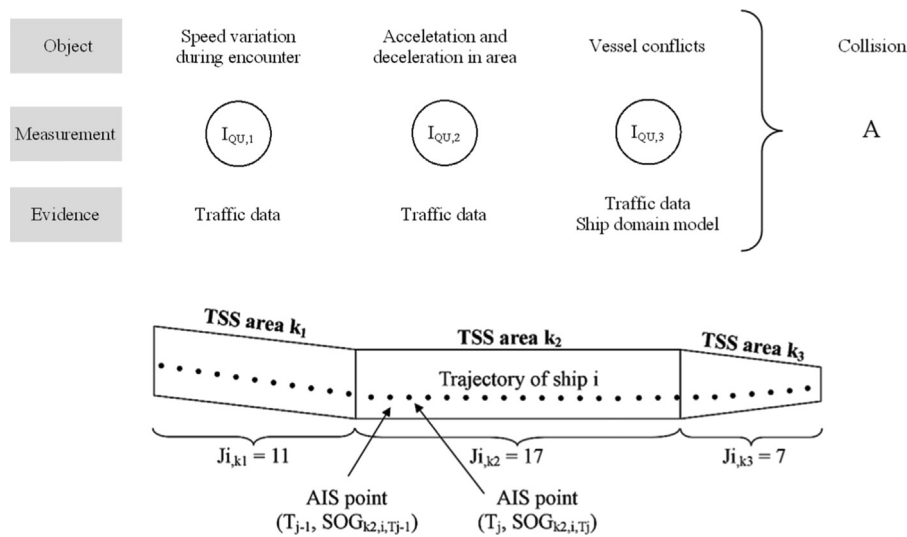 Object
Speed variation
during encounter
Acceletation and
deceleration in area
Vessel conflicts
Collision
Measurement
I_QU,1
I_QU,2
I_QU,3
A
Evidence
Traffic data
Traffic data
Traffic data
Ship domain model
TSS area k₁
TSS area k₂
TSS area k₃
Trajectory of ship i
Ji,k1 = 11
Ji,k2 = 17
Ji,k3 = 7
AIS point
(Tj-1, SOGk2,i,Tj-1)
AIS point
(Tj, SOGk2,i,Tj)